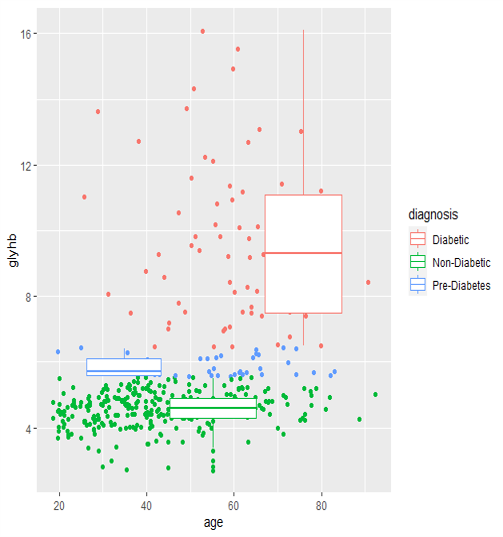 16
12
8
4
glyhb
20 40 60 80
age
diagnosis
Diabetic
Non-Diabetic
Pre-Diabetes